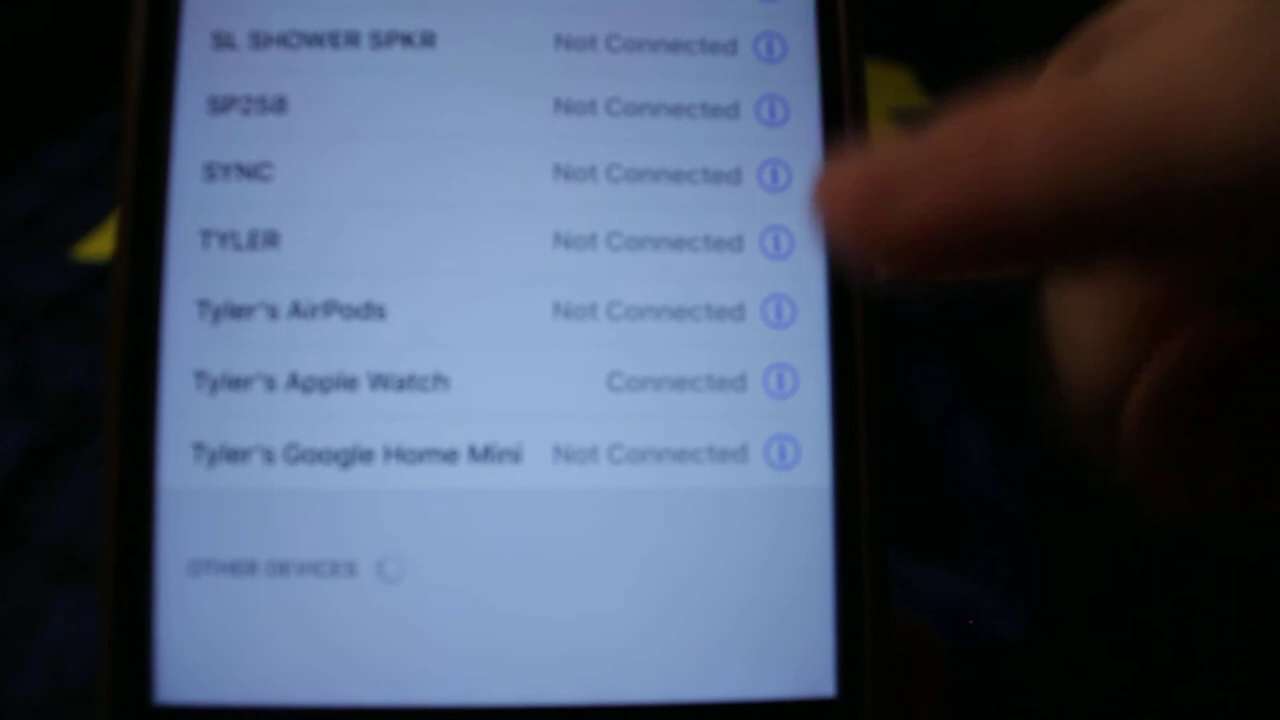 SL SHOWER SPKR Not Connected
SP258 Not Connected
SYNC Not Connected
TYLER Not Connected
Tyler's AirPods Not Connected
Tyler's Apple Watch Connected
Tyler's Google Home Mini Not Connected
OTHER DEVICES